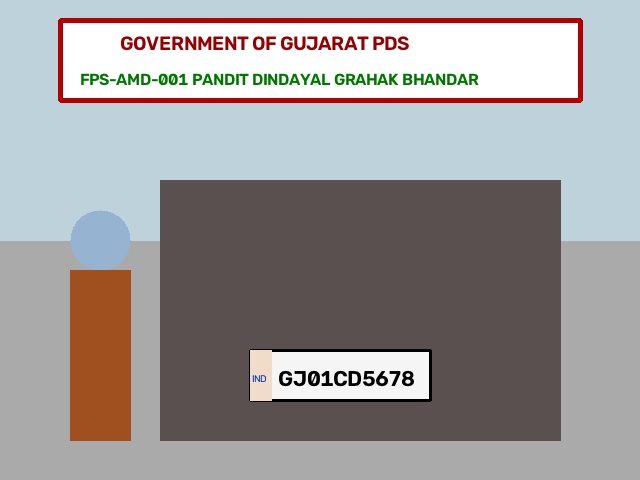 GOVERNMENT OF GUJARAT PDS
FPS-AMD-001 PANDIT DINDAYAL GRAHAK BHANDAR
IND
GJ01CD5678